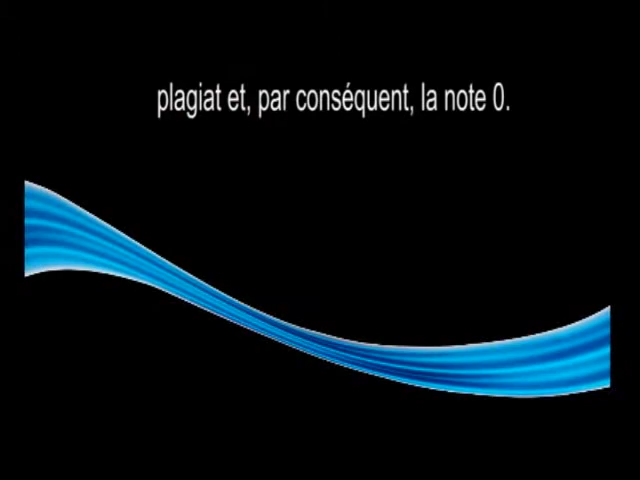 plagiat et, par conséquent, la note 0.